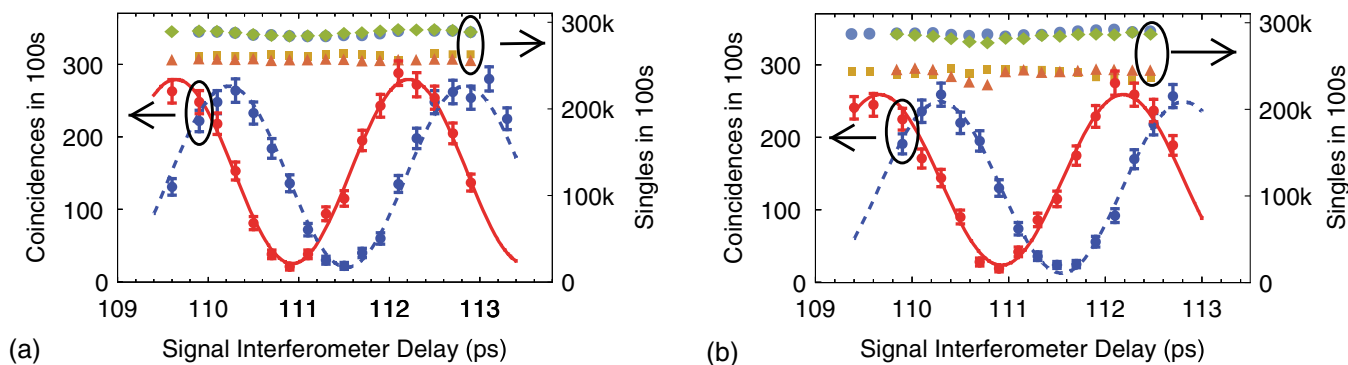 300
200
100
0
Coincidences in 100s
300k
200k
100k
0
Singles in 100s
109 110 111 112 113
(a) Signal Interferometer Delay (ps)
300
200
100
0
Coincidences in 100s
300k
200k
100k
0
Singles in 100s
109 110 111 112 113
(b) Signal Interferometer Delay (ps)